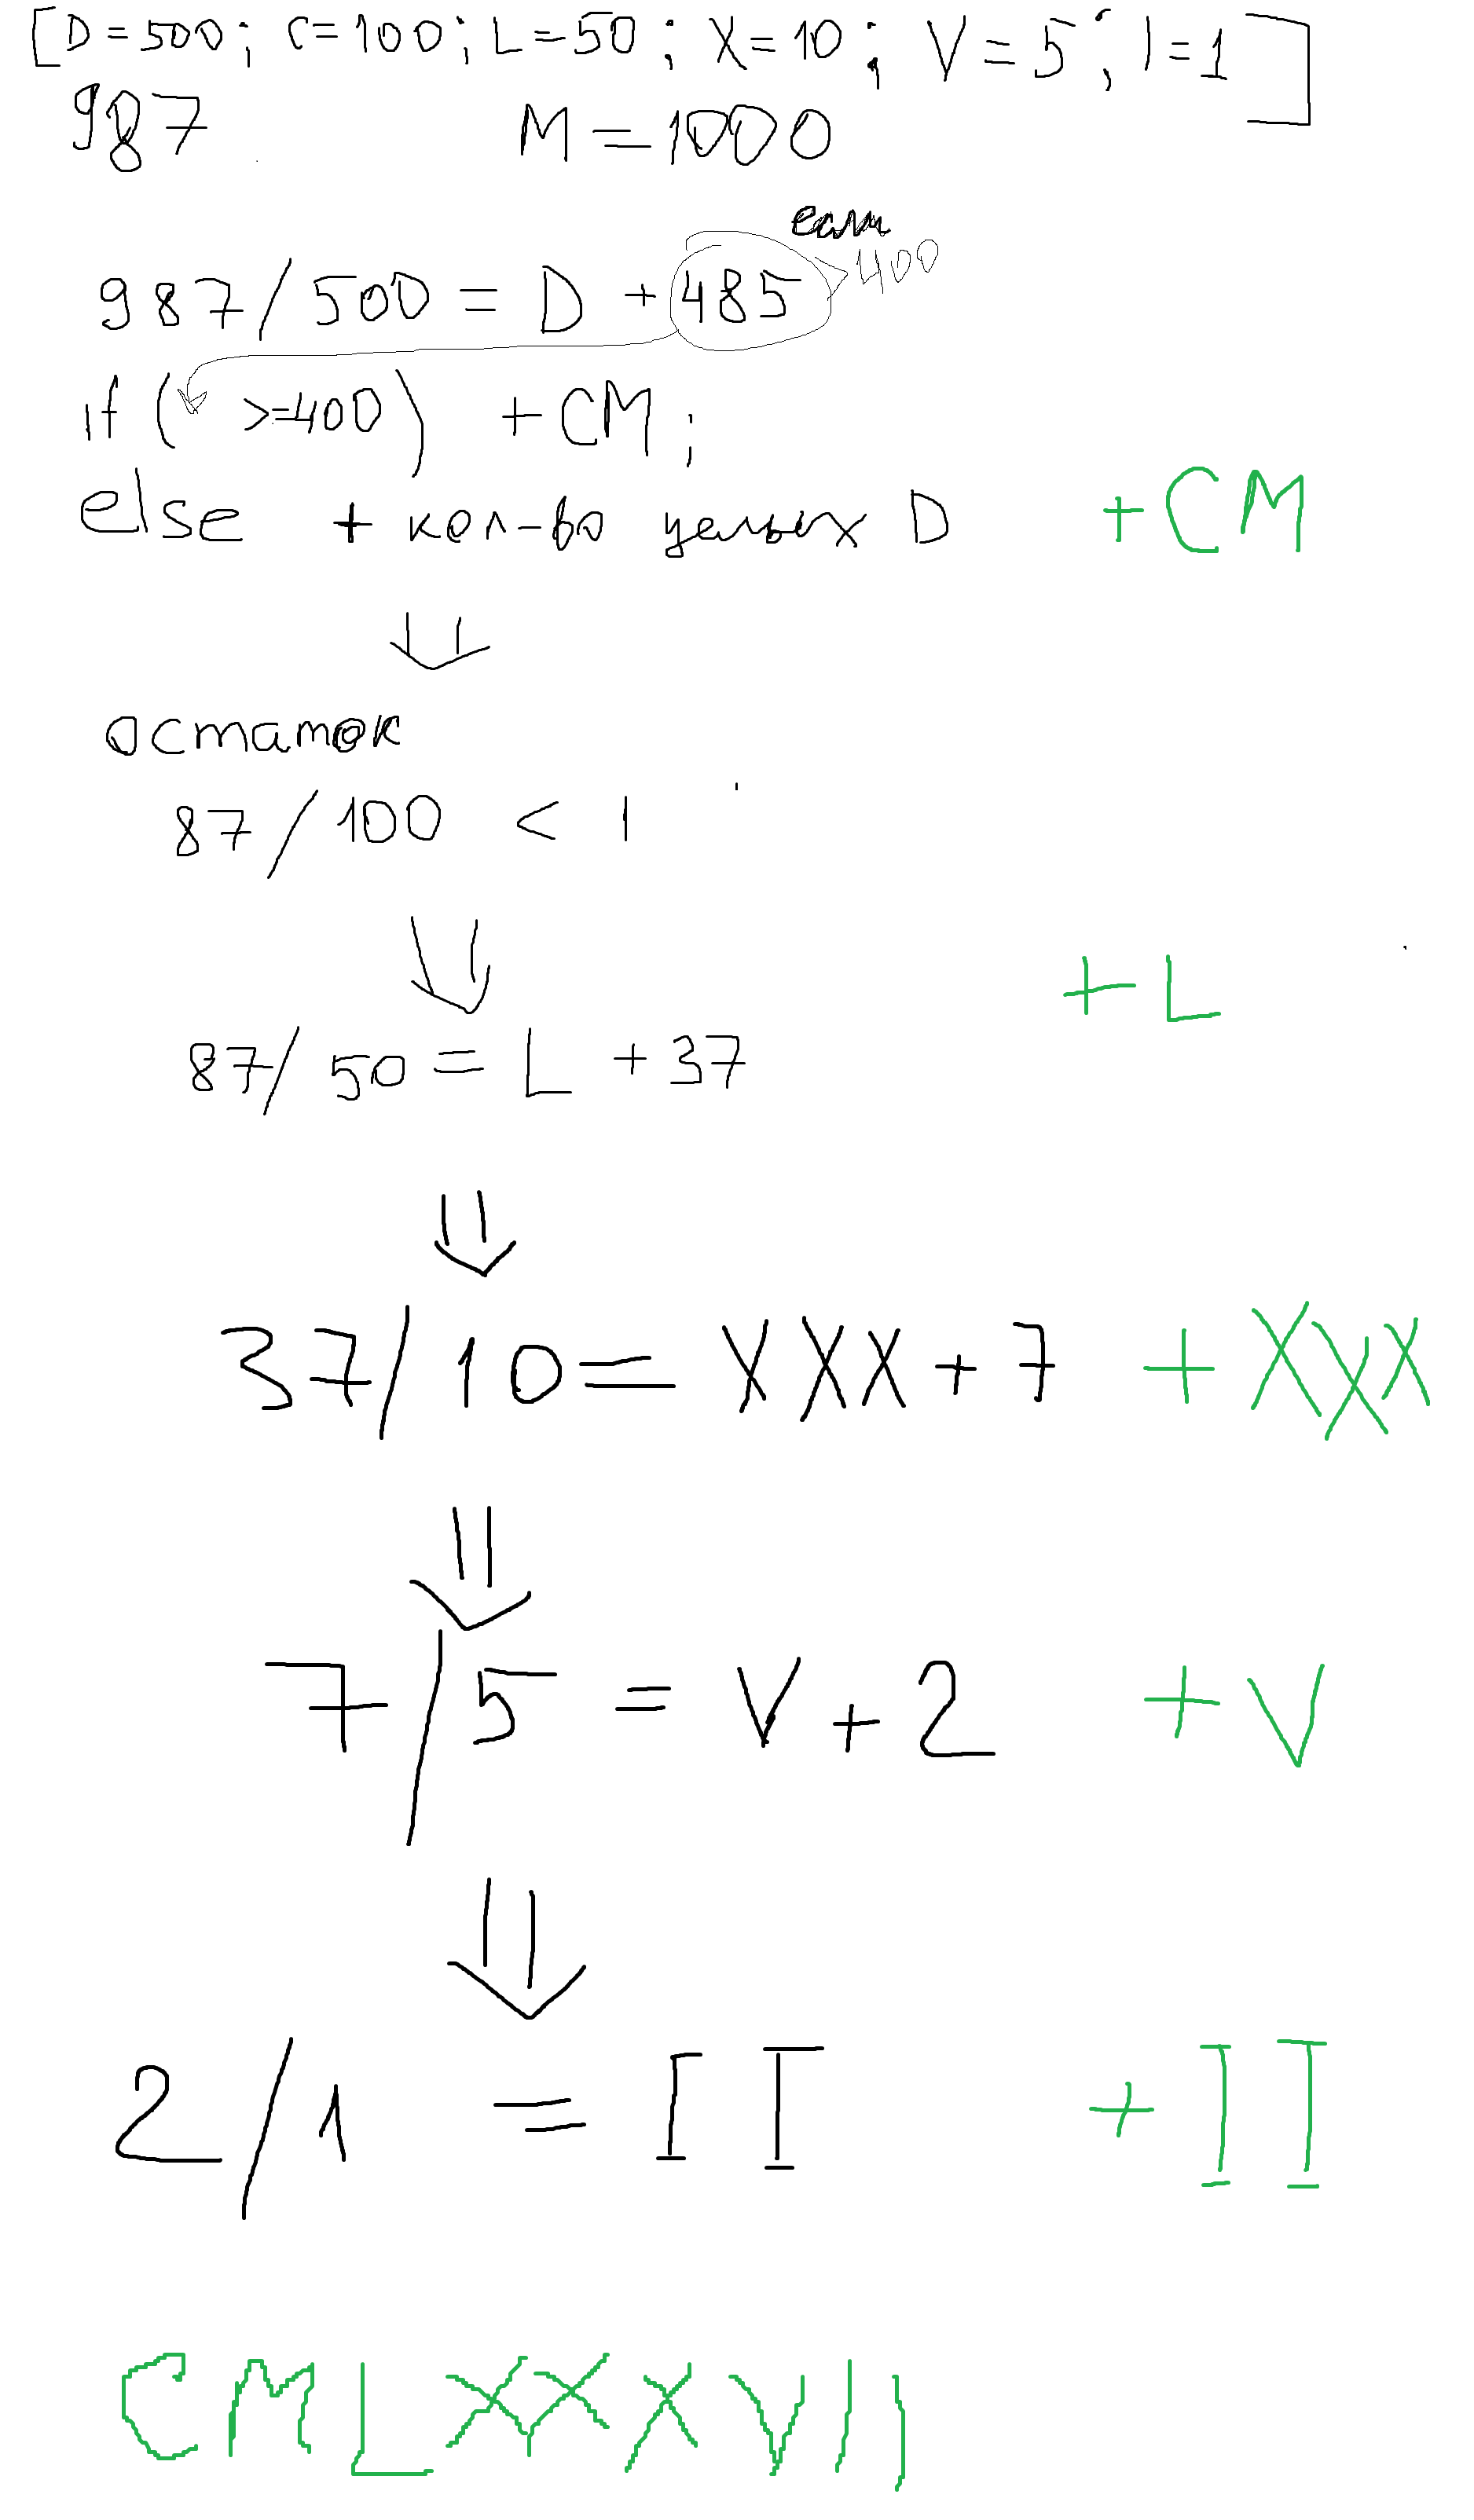 [D=500; C=100; L=50; X=10; V=5; I=1]
987 M=1000
если
987/500 = D + 485 > 400
if ( >=400) +CM;
else + кол-во целых D +CM
остаток
87/100 < 1
+L
87/50 = L + 37
37/10 = XXX + 7 + XXX
7/5 = V + 2 + V
2/1 = II + II
CMLXXXVII